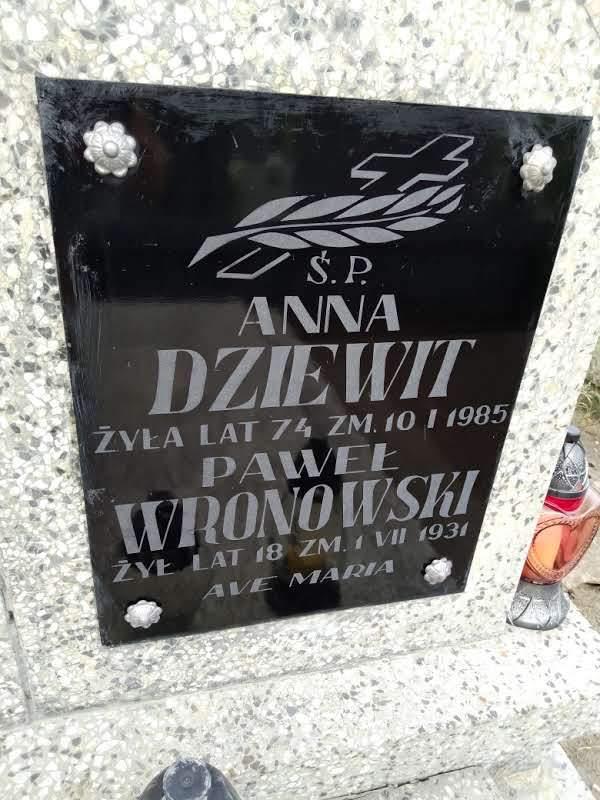 Ś.P.
ANNA
DZIEWIT
ŻYŁA LAT 74 ZM. 10 I 1985
PAWEŁ
WRONOWSKI
ŻYŁ LAT 18 ZM. 1 VII 1931
AVE MARIA